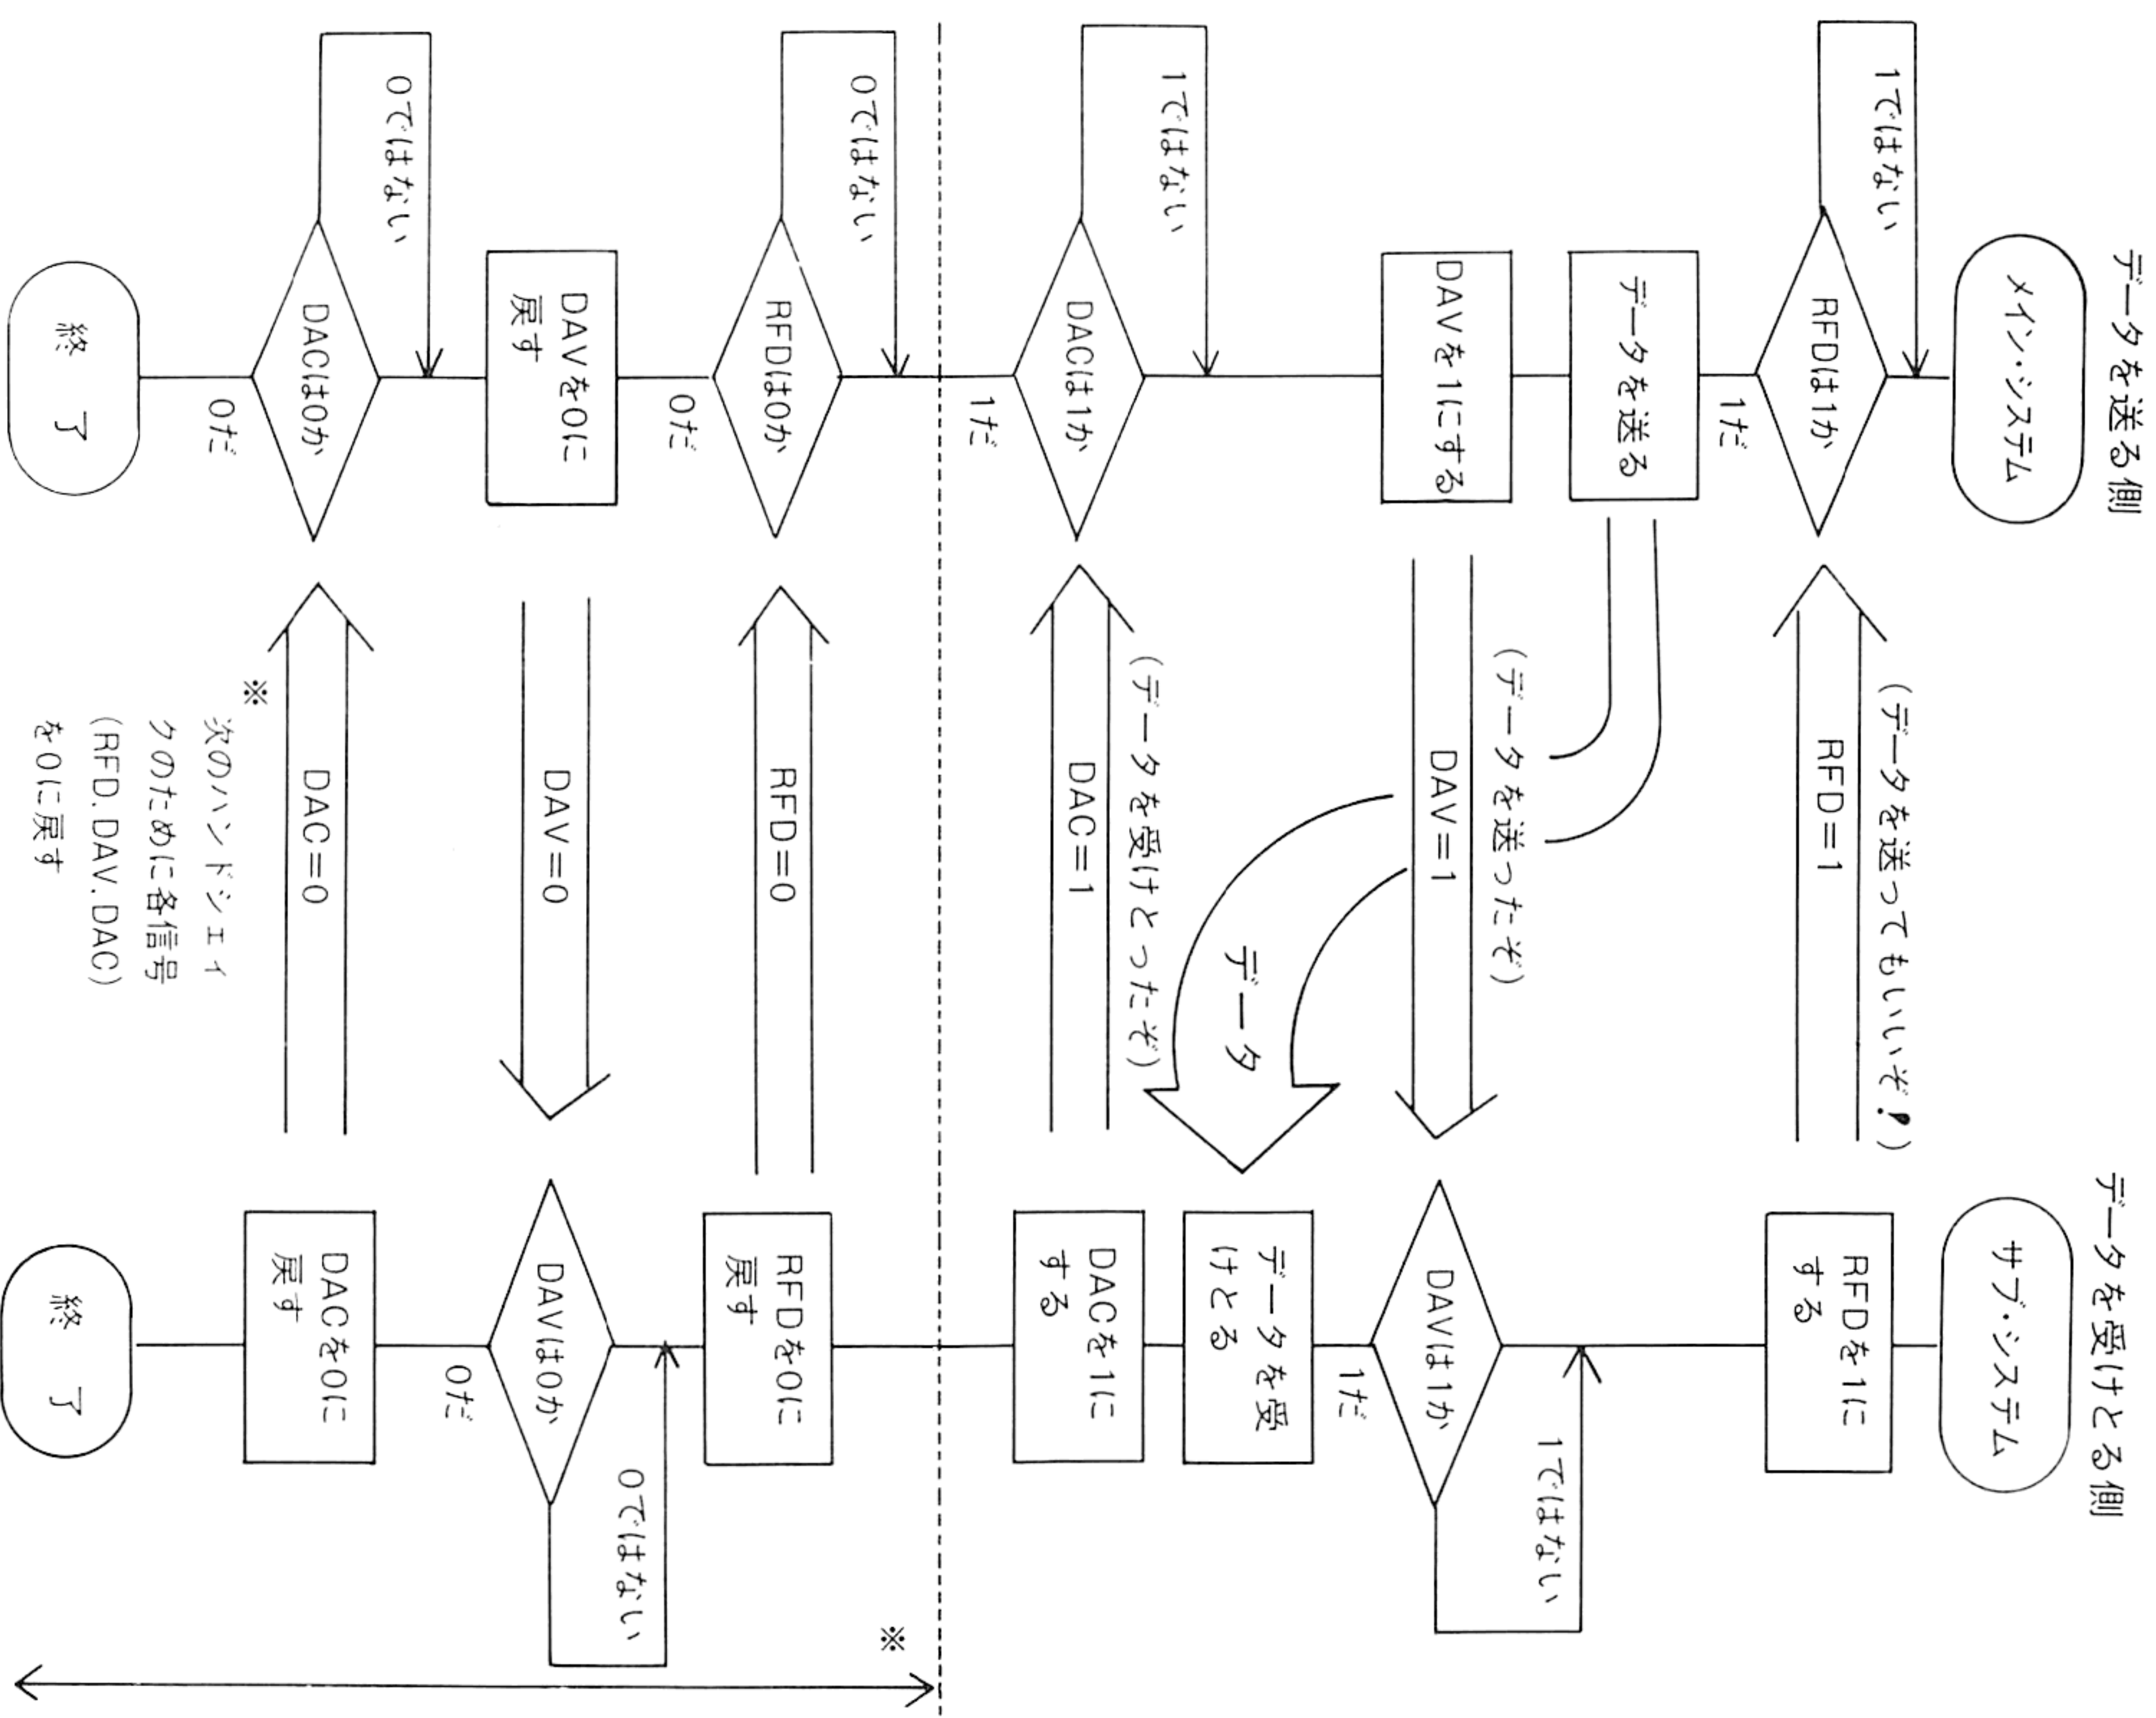 データを送る側
データを受けとる側
メイン・システム
サブ・システム
RFDを1に
する
(データを送ってもいいぞ!)
RFD=1
1ではない
RFDは1か
1だ
データを送る
(データを送ったぞ)
DAVを1にする
DAV=1
1ではない
DAVは1か
1だ
データ
データを受
けとる
(データを受けとったぞ)
DACを1に
する
DAC=1
1ではない
DACは1か
1だ
※
RFDを0に
戻す
RFD=0
0ではない
RFDは0か
0だ
DAVを0に
戻す
DAV=0
0ではない
DAVは0か
0だ
DACを0に
戻す
DAC=0
0ではない
DACは0か
0だ
※
次のハンドシェイ
クのために各信号
(RFD.DAV.DAC)
を0に戻す
終 了
終 了